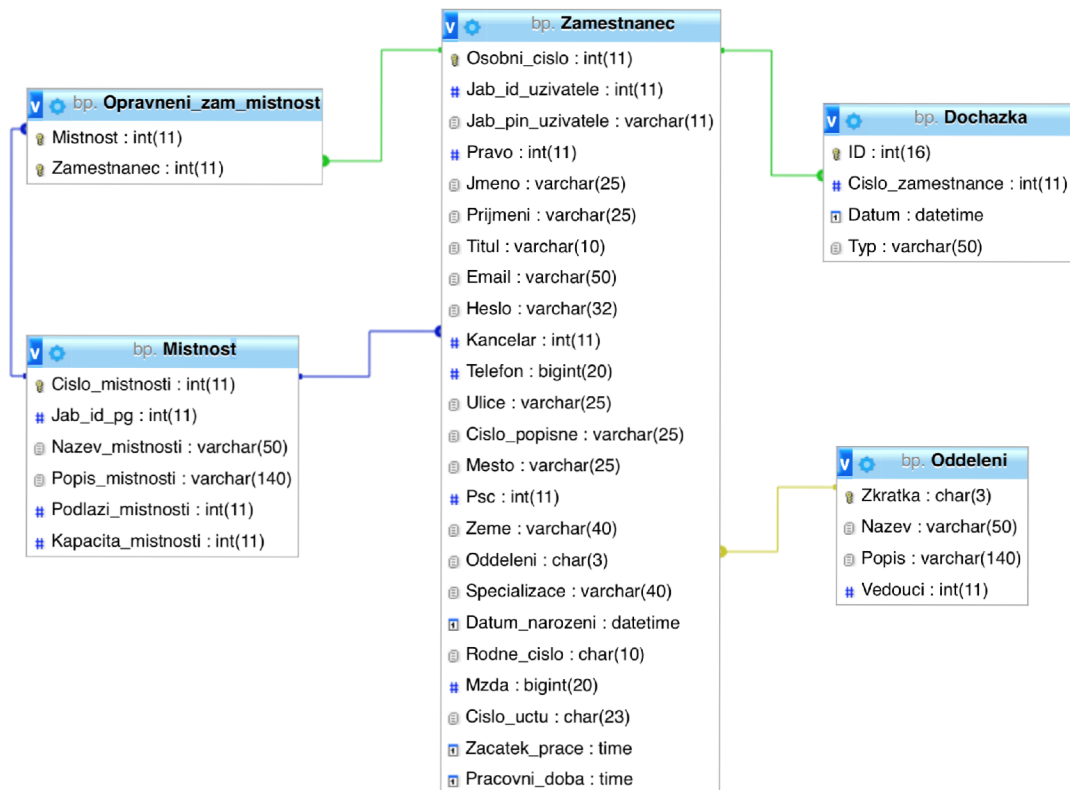 bp. Zamestnanec
Osobni_cislo : int(11)
Jab_id_uzivatele : int(11)
Jab_pin_uzivatele : varchar(11)
Pravo : int(11)
Jmeno : varchar(25)
Prijmeni : varchar(25)
Titul : varchar(10)
Email : varchar(50)
Heslo : varchar(32)
Kancelar : int(11)
Telefon : bigint(20)
Ulice : varchar(25)
Cislo_popisne : varchar(25)
Mesto : varchar(25)
Psc : int(11)
Zeme : varchar(40)
Oddeleni : char(3)
Specializace : varchar(40)
Datum_narozeni : datetime
Rodne_cislo : char(10)
Mzda : bigint(20)
Cislo_uctu : char(23)
Zacatek_prace : time
Pracovni_doba : time
bp. Opravneni_zam_mistnost
Mistnost : int(11)
Zamestnanec : int(11)
bp. Dochazka
ID : int(16)
Cislo_zamestnance : int(11)
Datum : datetime
Typ : varchar(50)
bp. Mistnost
Cislo_mistnosti : int(11)
Jab_id_pg : int(11)
Nazev_mistnosti : varchar(50)
Popis_mistnosti : varchar(140)
Podlazi_mistnosti : int(11)
Kapacita_mistnosti : int(11)
bp. Oddeleni
Zkratka : char(3)
Nazev : varchar(50)
Popis : varchar(140)
Vedouci : int(11)